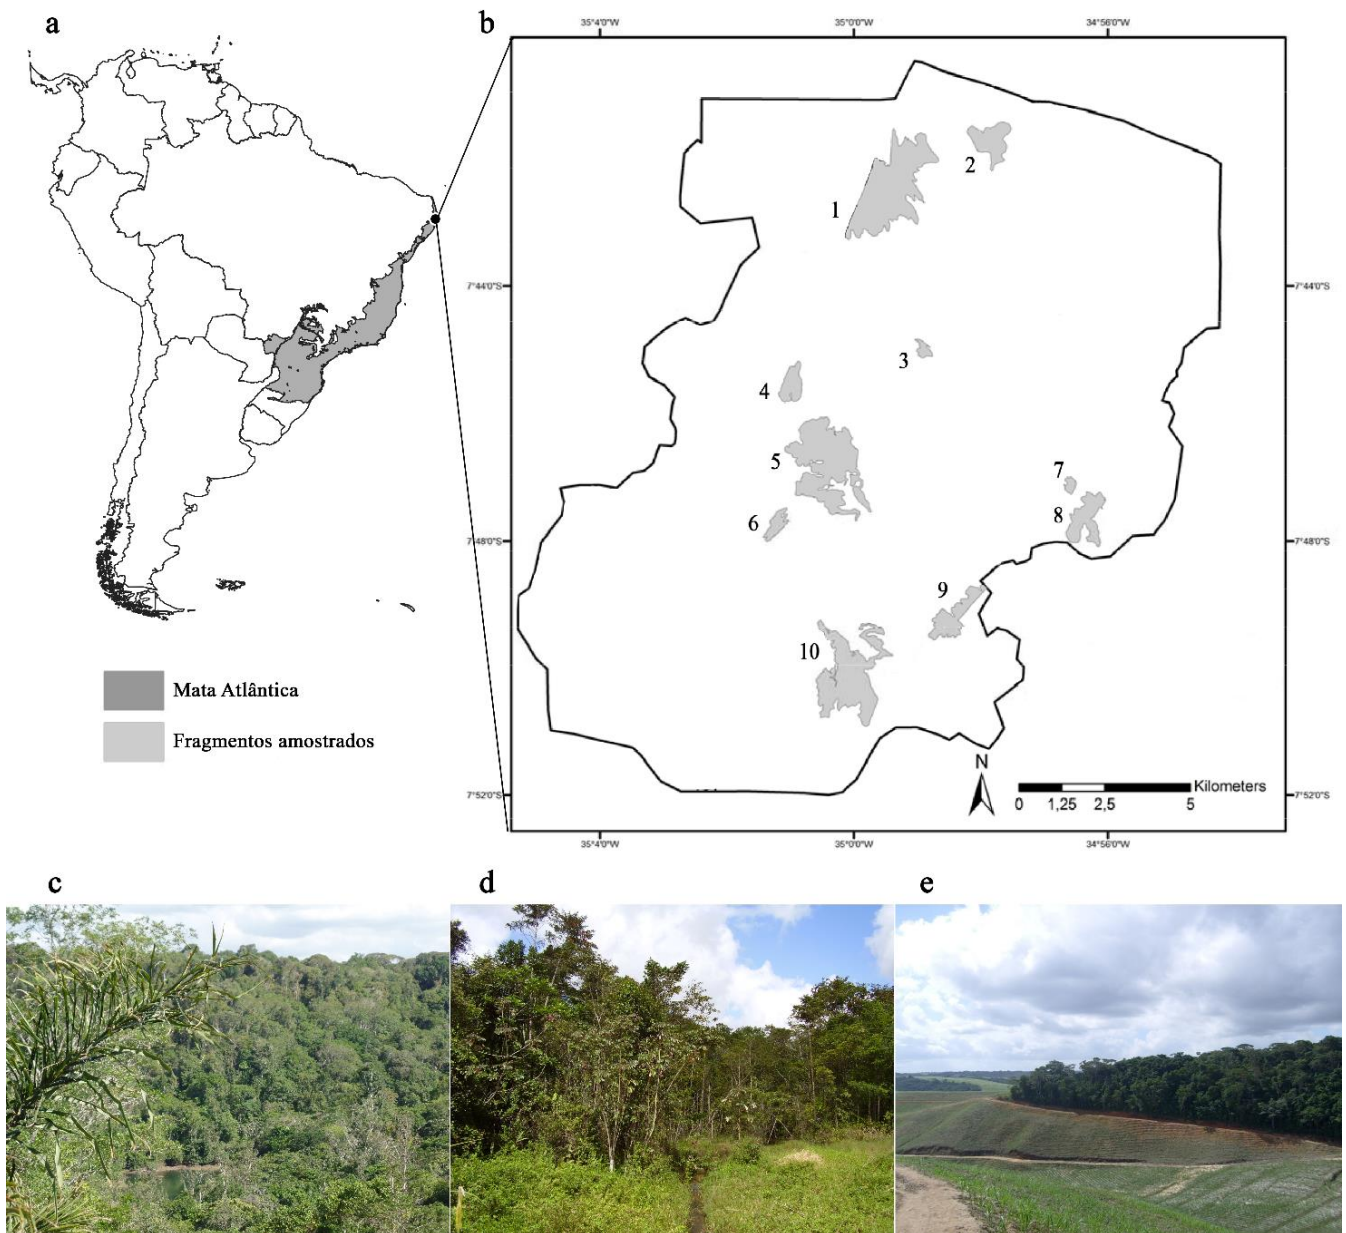 a
b
35°4'0"W
35°0'0"W
34°56'0"W
1
2
7°44'0"S
7°44'0"S
3
4
5
6
7
8
7°48'0"S
7°48'0"S
9
10
Mata Atlântica
Fragmentos amostrados
N
Kilometers
0 1,25 2,5 5
7°52'0"S
7°52'0"S
35°4'0"W
35°0'0"W
34°56'0"W
c
d
e